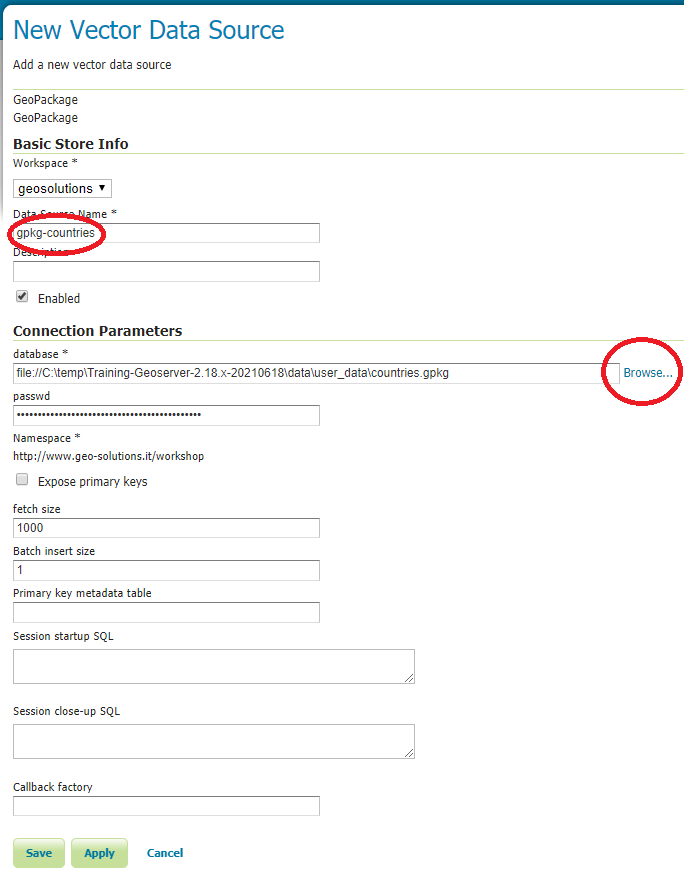 New Vector Data Source
Add a new vector data source
GeoPackage
GeoPackage
Basic Store Info
Workspace *
geosolutions ▼
Data Source Name *
gpkg-countries
Description
Enabled
Connection Parameters
database *
file://C:\temp\Training-Geoserver-2.18.x-20210618\data\user_data\countries.gpkg Browse...
passwd
••••••••••••••••••••••••••••••••••••••••••••
Namespace *
http://www.geo-solutions.it/workshop
Expose primary keys
fetch size
1000
Batch insert size
1
Primary key metadata table
Session startup SQL
Session close-up SQL
Callback factory
Save Apply Cancel